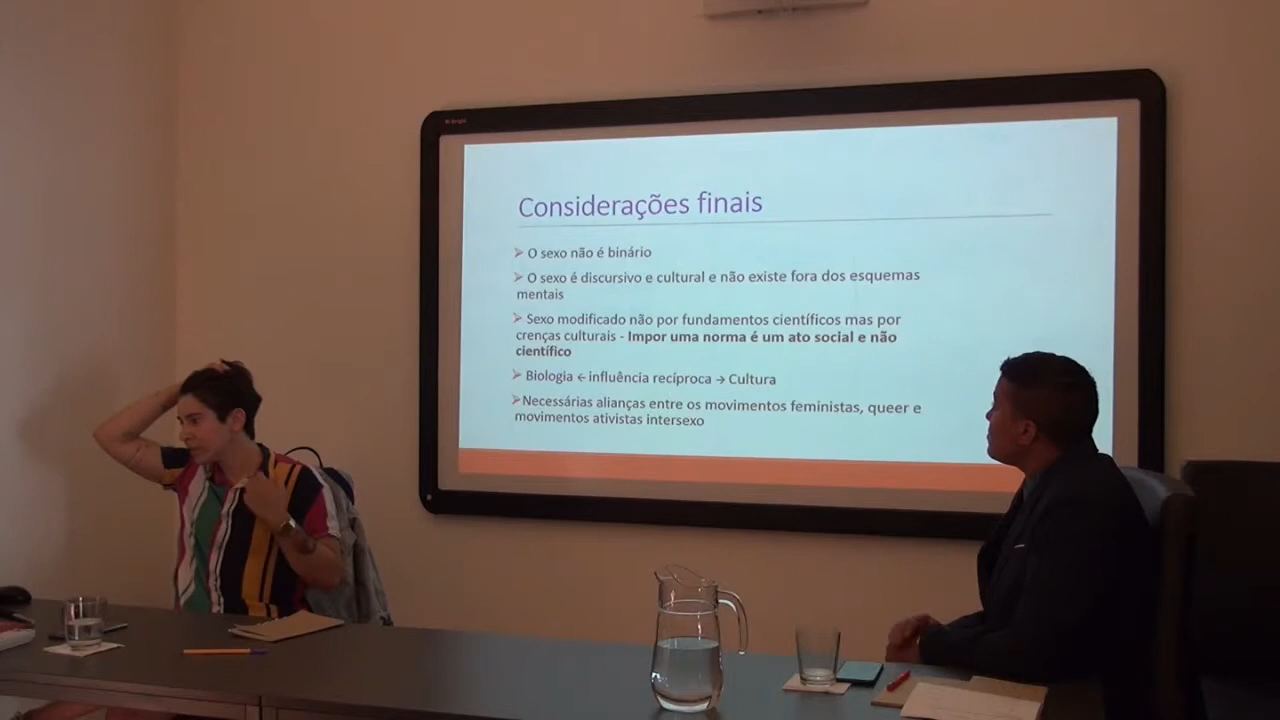 Considerações finais
➢ O sexo não é binário
➢ O sexo é discursivo e cultural e não existe fora dos esquemas
mentais
➢ Sexo modificado não por fundamentos científicos mas por
crenças culturais - Impor uma norma é um ato social e não
científico
➢ Biologia ← influência recíproca → Cultura
➢Necessárias alianças entre os movimentos feministas, queer e
movimentos ativistas intersexo